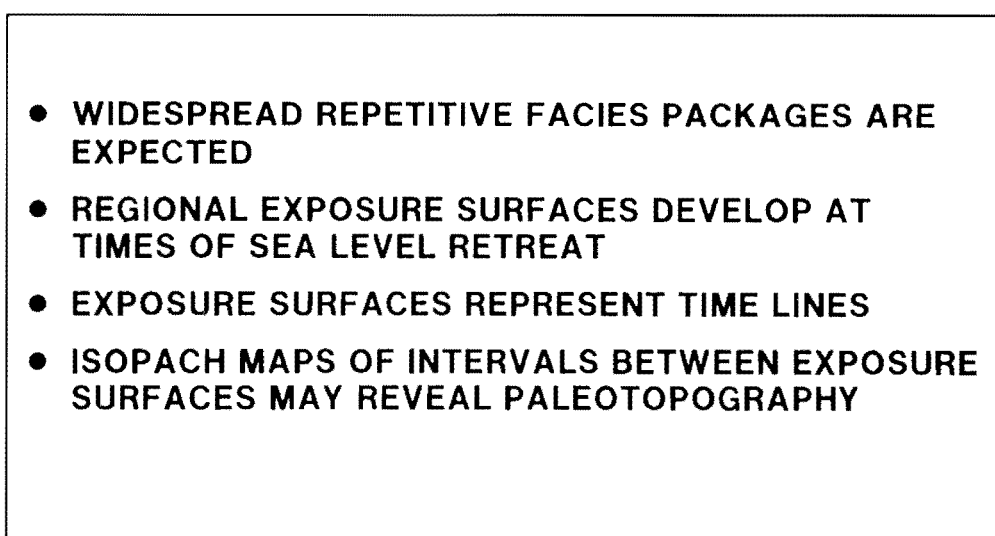 ● WIDESPREAD REPETITIVE FACIES PACKAGES ARE
EXPECTED
● REGIONAL EXPOSURE SURFACES DEVELOP AT
TIMES OF SEA LEVEL RETREAT
● EXPOSURE SURFACES REPRESENT TIME LINES
● ISOPACH MAPS OF INTERVALS BETWEEN EXPOSURE
SURFACES MAY REVEAL PALEOTOPOGRAPHY